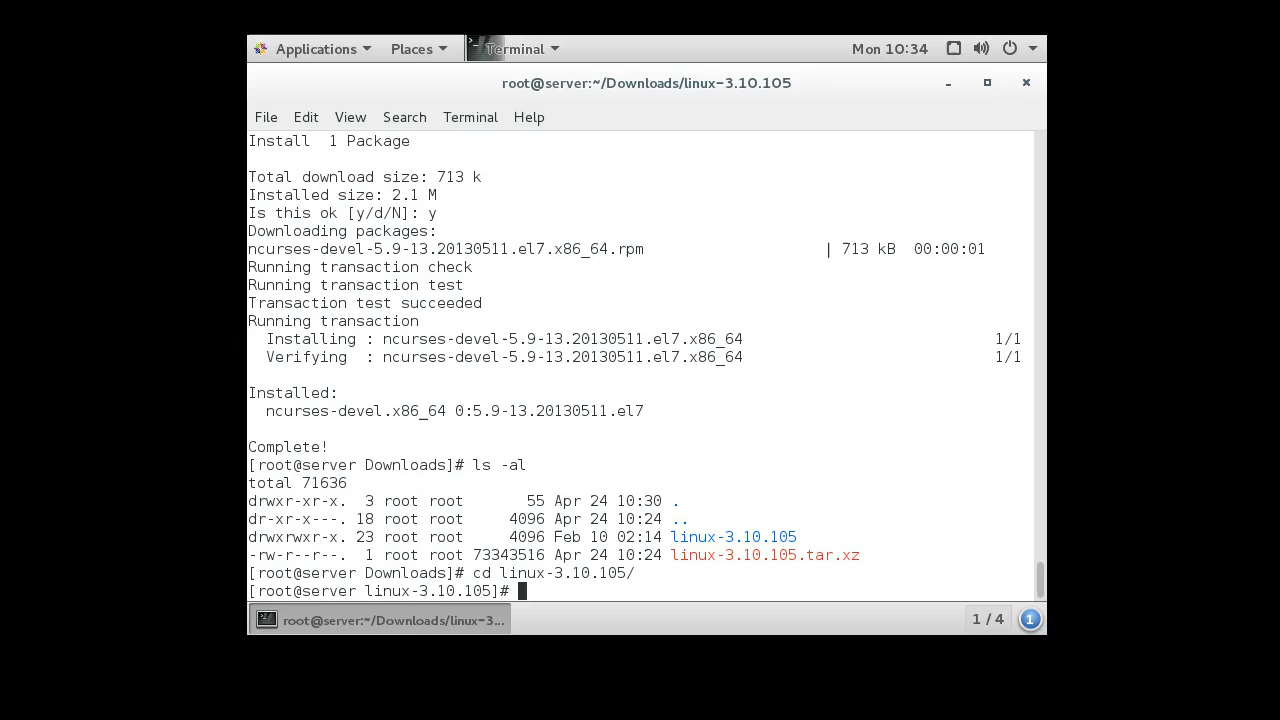 Applications Places Terminal Mon 10:34
root@server:~/Downloads/linux-3.10.105
File Edit View Search Terminal Help
Install  1 Package
Total download size: 713 k
Installed size: 2.1 M
Is this ok [y/d/N]: y
Downloading packages:
ncurses-devel-5.9-13.20130511.el7.x86_64.rpm | 713 kB  00:00:01
Running transaction check
Running transaction test
Transaction test succeeded
Running transaction
  Installing : ncurses-devel-5.9-13.20130511.el7.x86_64 1/1
  Verifying  : ncurses-devel-5.9-13.20130511.el7.x86_64 1/1
Installed:
  ncurses-devel.x86_64 0:5.9-13.20130511.el7
Complete!
[root@server Downloads]# ls -al
total 71636
drwxr-xr-x.  3 root root       55 Apr 24 10:30 .
dr-xr-x---. 18 root root     4096 Apr 24 10:24 ..
drwxrwxr-x. 23 root root     4096 Feb 10 02:14 linux-3.10.105
-rw-r--r--.  1 root root 73343516 Apr 24 10:24 linux-3.10.105.tar.xz
[root@server Downloads]# cd linux-3.10.105/
[root@server linux-3.10.105]#
root@server:~/Downloads/linux-3... 1 / 4 1